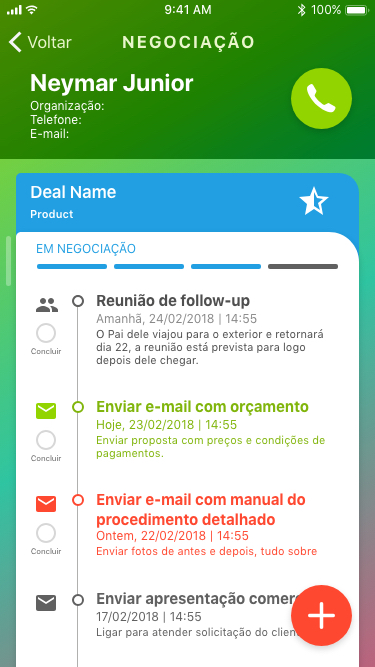 9:41 AM 100%
Voltar NEGOCIAÇÃO
Neymar Junior
Organização:
Telefone:
E-mail:
Deal Name
Product
EM NEGOCIAÇÃO
Reunião de follow-up
Amanhã, 24/02/2018 | 14:55
O Pai dele viajou para o exterior e retornará
dia 22, a reunião está prevista para logo
depois dele chegar.
Concluir
Enviar e-mail com orçamento
Hoje, 23/02/2018 | 14:55
Enviar proposta com preços e condições de
pagamentos.
Concluir
Enviar e-mail com manual do
procedimento detalhado
Ontem, 22/02/2018 | 14:55
Enviar fotos de antes e depois, tudo sobre
Concluir
Enviar apresentação comer
17/02/2018 | 14:55
Ligar para atender solicitação do clien